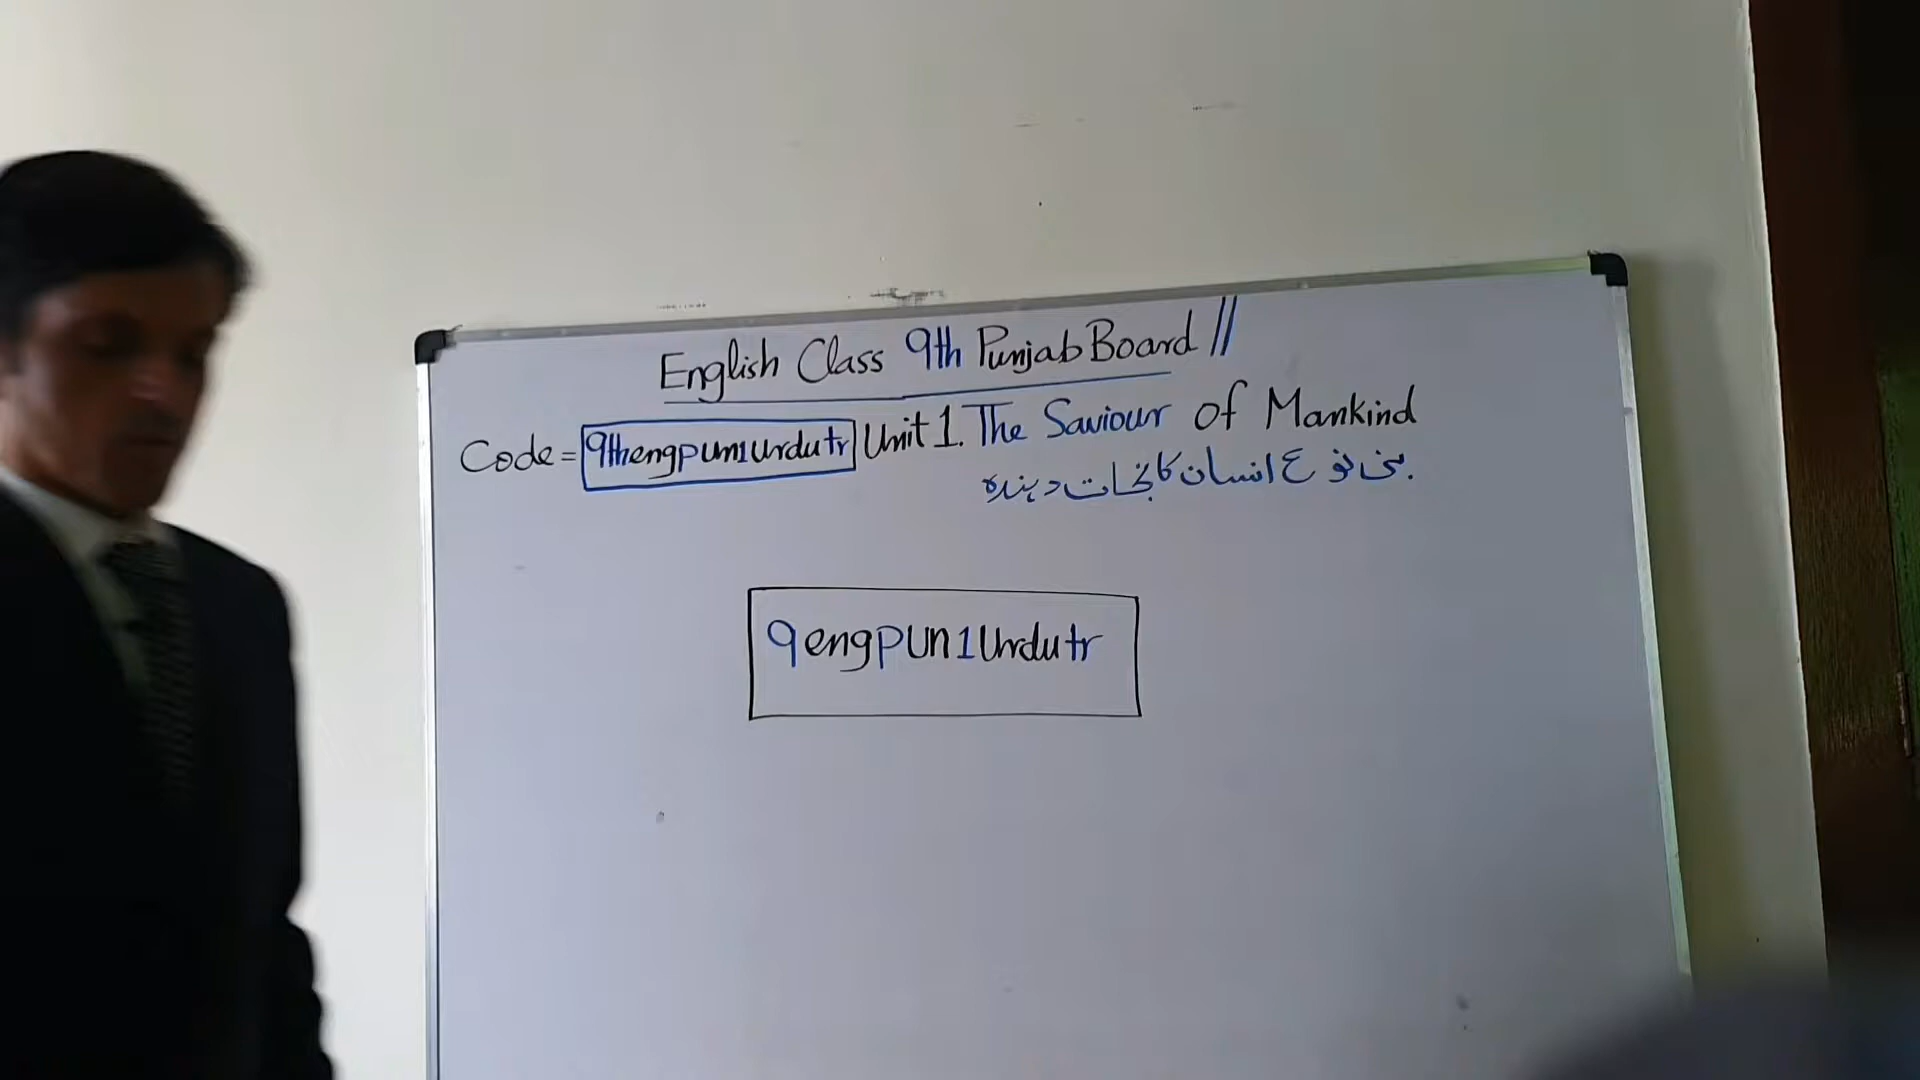 English Class 9th Punjab Board //
Code = 9thengpun1urdutr Unit 1. The Saviour of Mankind
بنی نوع انسان کا نجات دہندہ
9engpun1urdutr